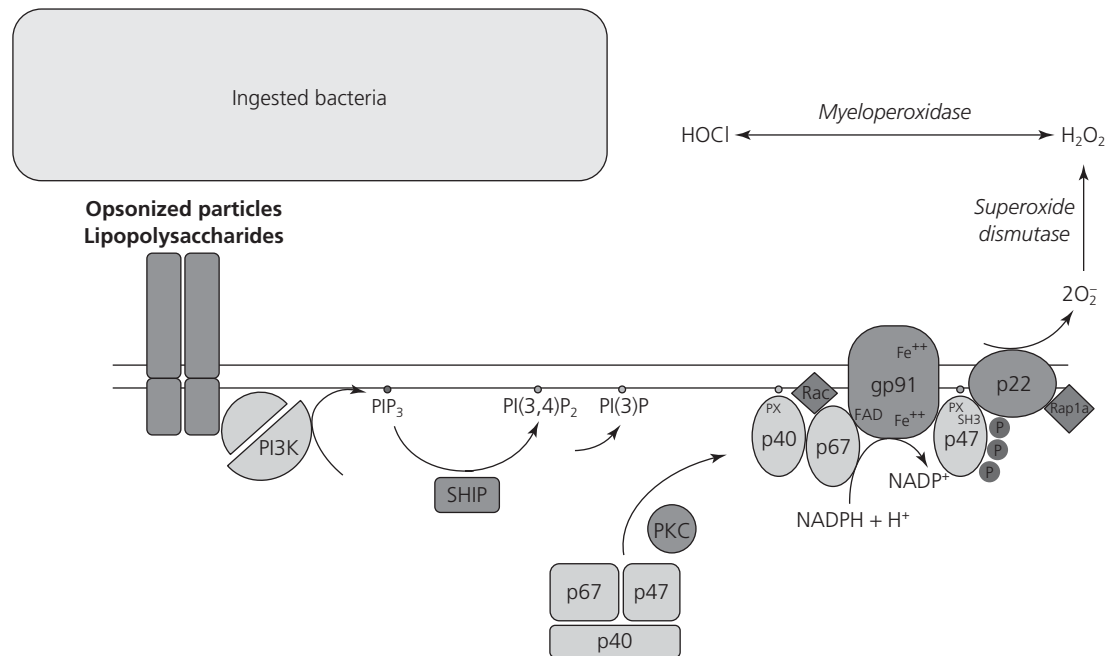 Ingested bacteria
Myeloperoxidase
HOCl
H₂O₂
Opsonized particles
Lipopolysaccharides
Superoxide
dismutase
2O₂⁻
Fe⁺⁺
gp91
p22
Rac
PIP₃
PI(3,4)P₂
PI(3)P
PX
p40
p67
FAD
Fe⁺⁺
PX
SH3
p47
Rap1a
P
P
P
PI3K
NADP⁺
SHIP
NADPH + H⁺
PKC
p67
p47
p40